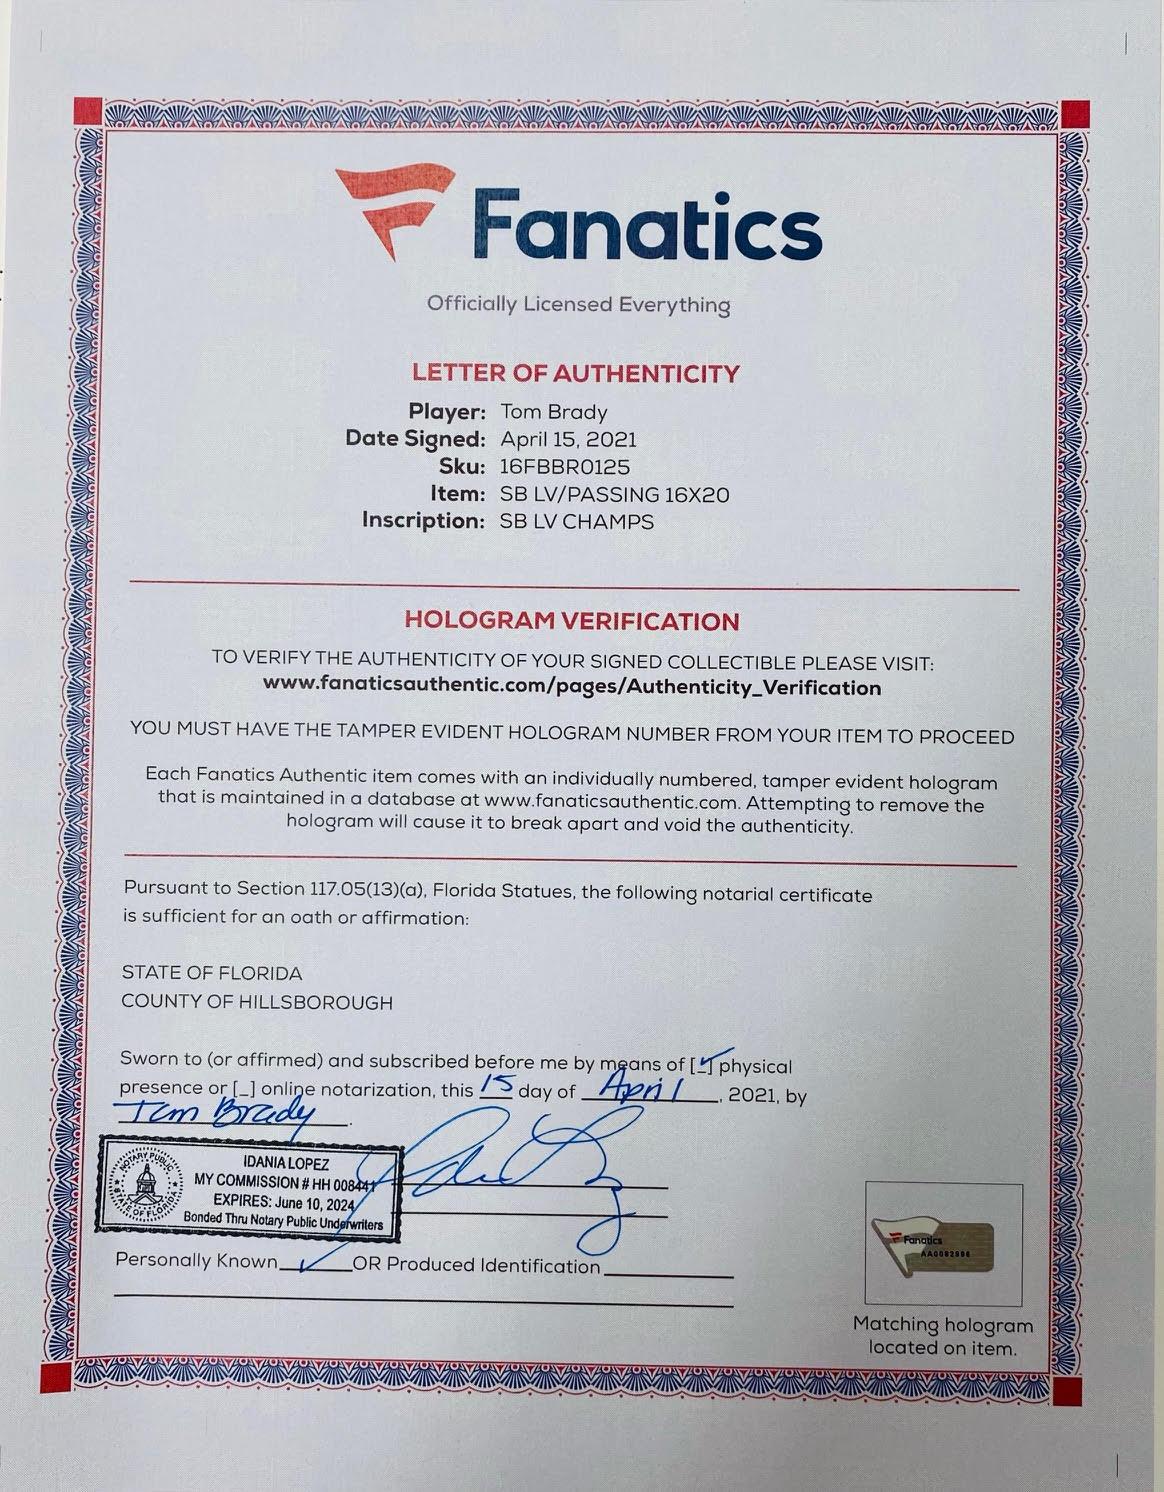 Fanatics
Officially Licensed Everything
LETTER OF AUTHENTICITY
Player: Tom Brady
Date Signed: April 15, 2021
Sku: 16FBBR0125
Item: SB LV/PASSING 16X20
Inscription: SB LV CHAMPS
HOLOGRAM VERIFICATION
TO VERIFY THE AUTHENTICITY OF YOUR SIGNED COLLECTIBLE PLEASE VISIT:
www.fanaticsauthentic.com/pages/Authenticity_Verification
YOU MUST HAVE THE TAMPER EVIDENT HOLOGRAM NUMBER FROM YOUR ITEM TO PROCEED
Each Fanatics Authentic item comes with an individually numbered, tamper evident hologram
that is maintained in a database at www.fanaticsauthentic.com. Attempting to remove the
hologram will cause it to break apart and void the authenticity.
Pursuant to Section 117.05(13)(a), Florida Statues, the following notarial certificate
is sufficient for an oath or affirmation:
STATE OF FLORIDA
COUNTY OF HILLSBOROUGH
Sworn to (or affirmed) and subscribed before me by means of [✓] physical
presence or [_] online notarization, this 15 day of April, 2021, by
Tom Brady.
NOTARY PUBLIC
STATE OF FLORIDA
IDANIA LOPEZ
MY COMMISSION # HH 008441
EXPIRES: June 10, 2024
Bonded Thru Notary Public Underwriters
Personally Known ✓ OR Produced Identification
Fanatics
Matching hologram
located on item.